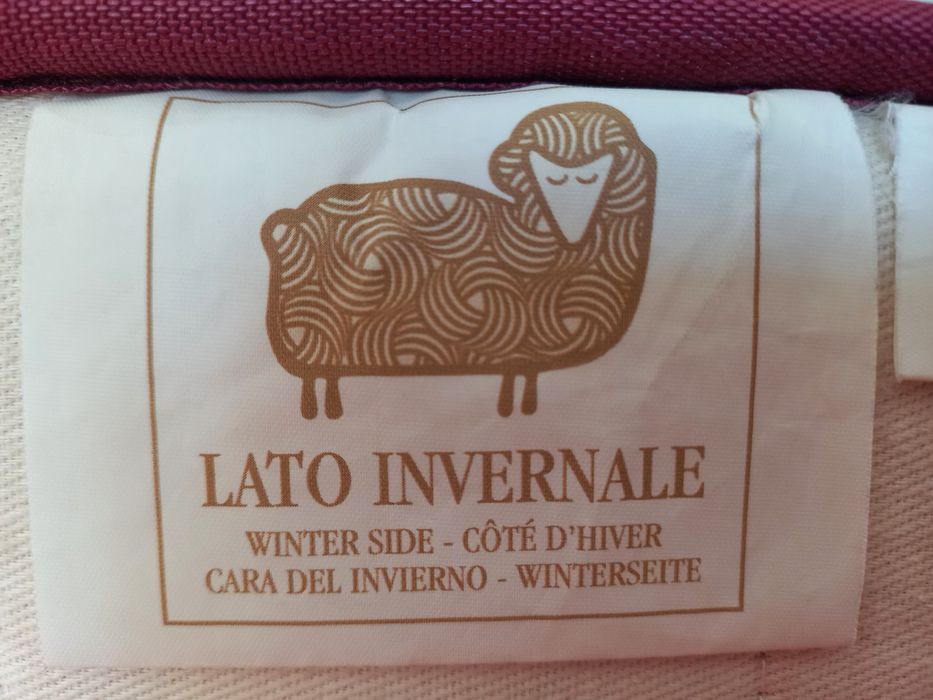 LATO INVERNALE
WINTER SIDE - CÔTÉ D'HIVER
CARA DEL INVIERNO - WINTERSEITE